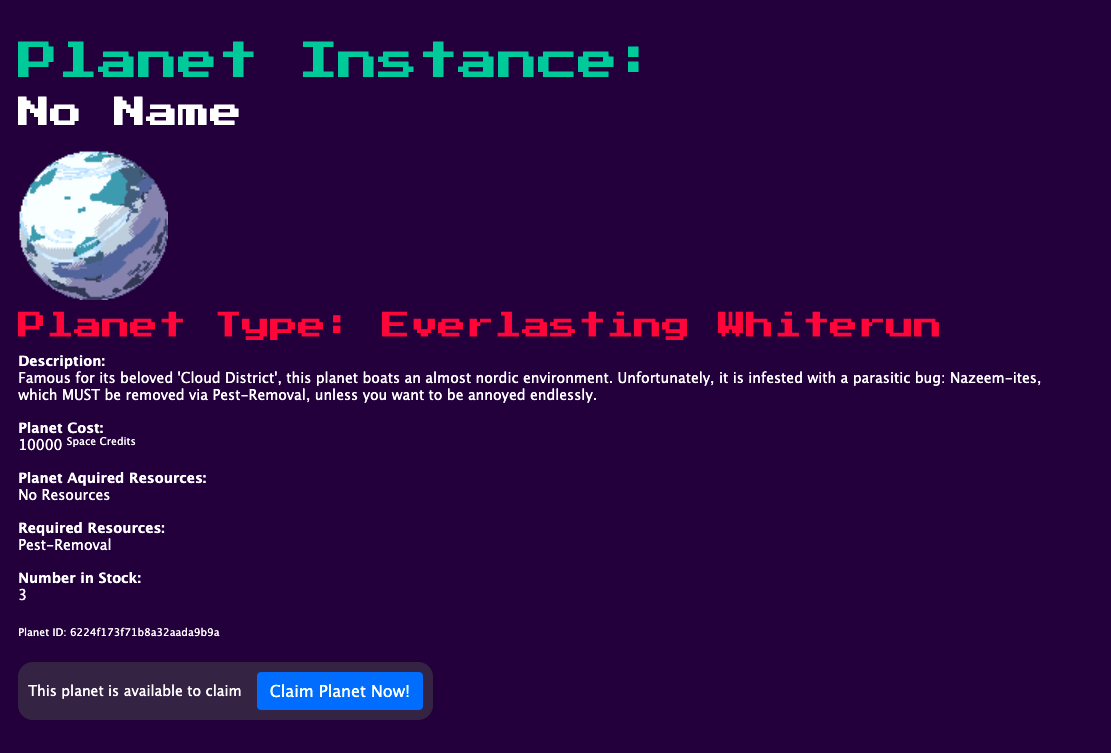 Planet Instance:
No Name
Planet Type: Everlasting Whiterun
Description:
Famous for its beloved 'Cloud District', this planet boats an almost nordic environment. Unfortunately, it is infested with a parasitic bug: Nazeem-ites,
which MUST be removed via Pest-Removal, unless you want to be annoyed endlessly.
Planet Cost:
10000 Space Credits
Planet Aquired Resources:
No Resources
Required Resources:
Pest-Removal
Number in Stock:
3
Planet ID: 6224f173f71b8a32aada9b9a
This planet is available to claim Claim Planet Now!